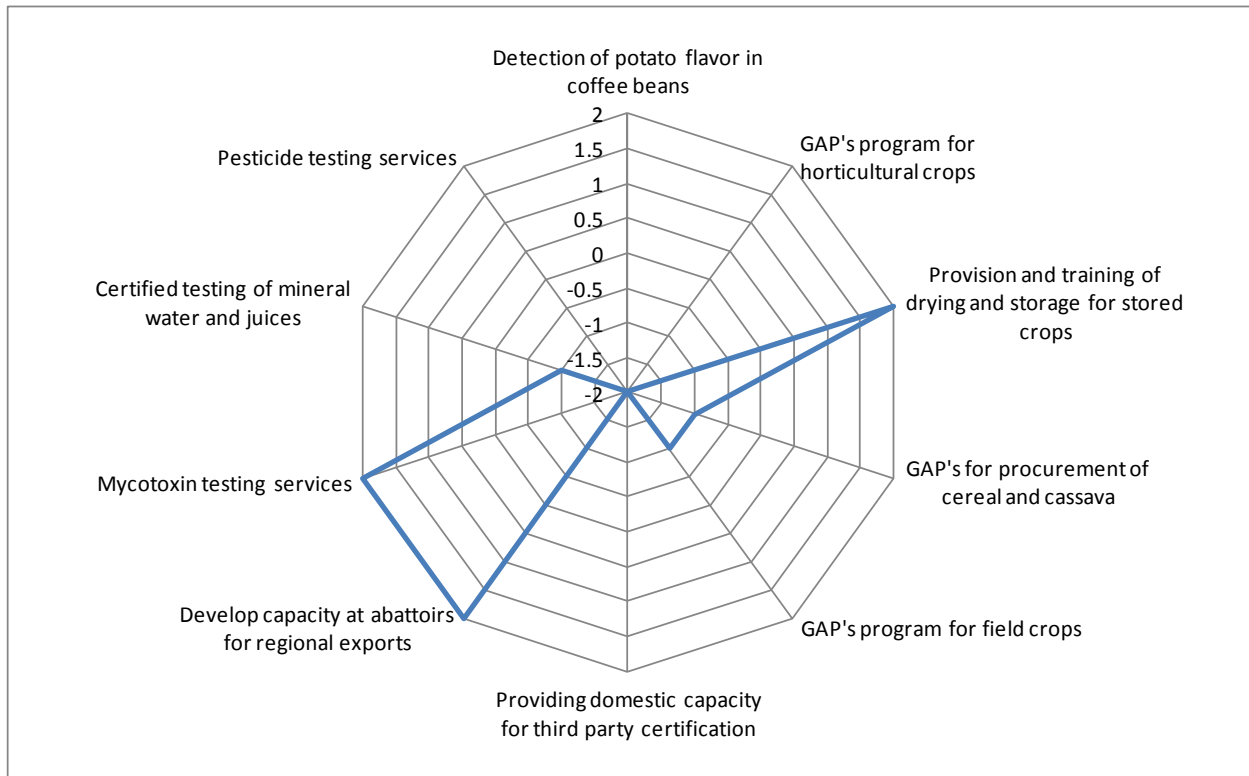 Detection of potato flavor in
coffee beans
2
1.5
1
0.5
0
-0.5
-1
-1.5
-2
GAP's program for
horticultural crops
Provision and training of
drying and storage for stored
crops
GAP's for procurement of
cereal and cassava
GAP's program for field crops
Providing domestic capacity
for third party certification
Develop capacity at abattoirs
for regional exports
Mycotoxin testing services
Certified testing of mineral
water and juices
Pesticide testing services